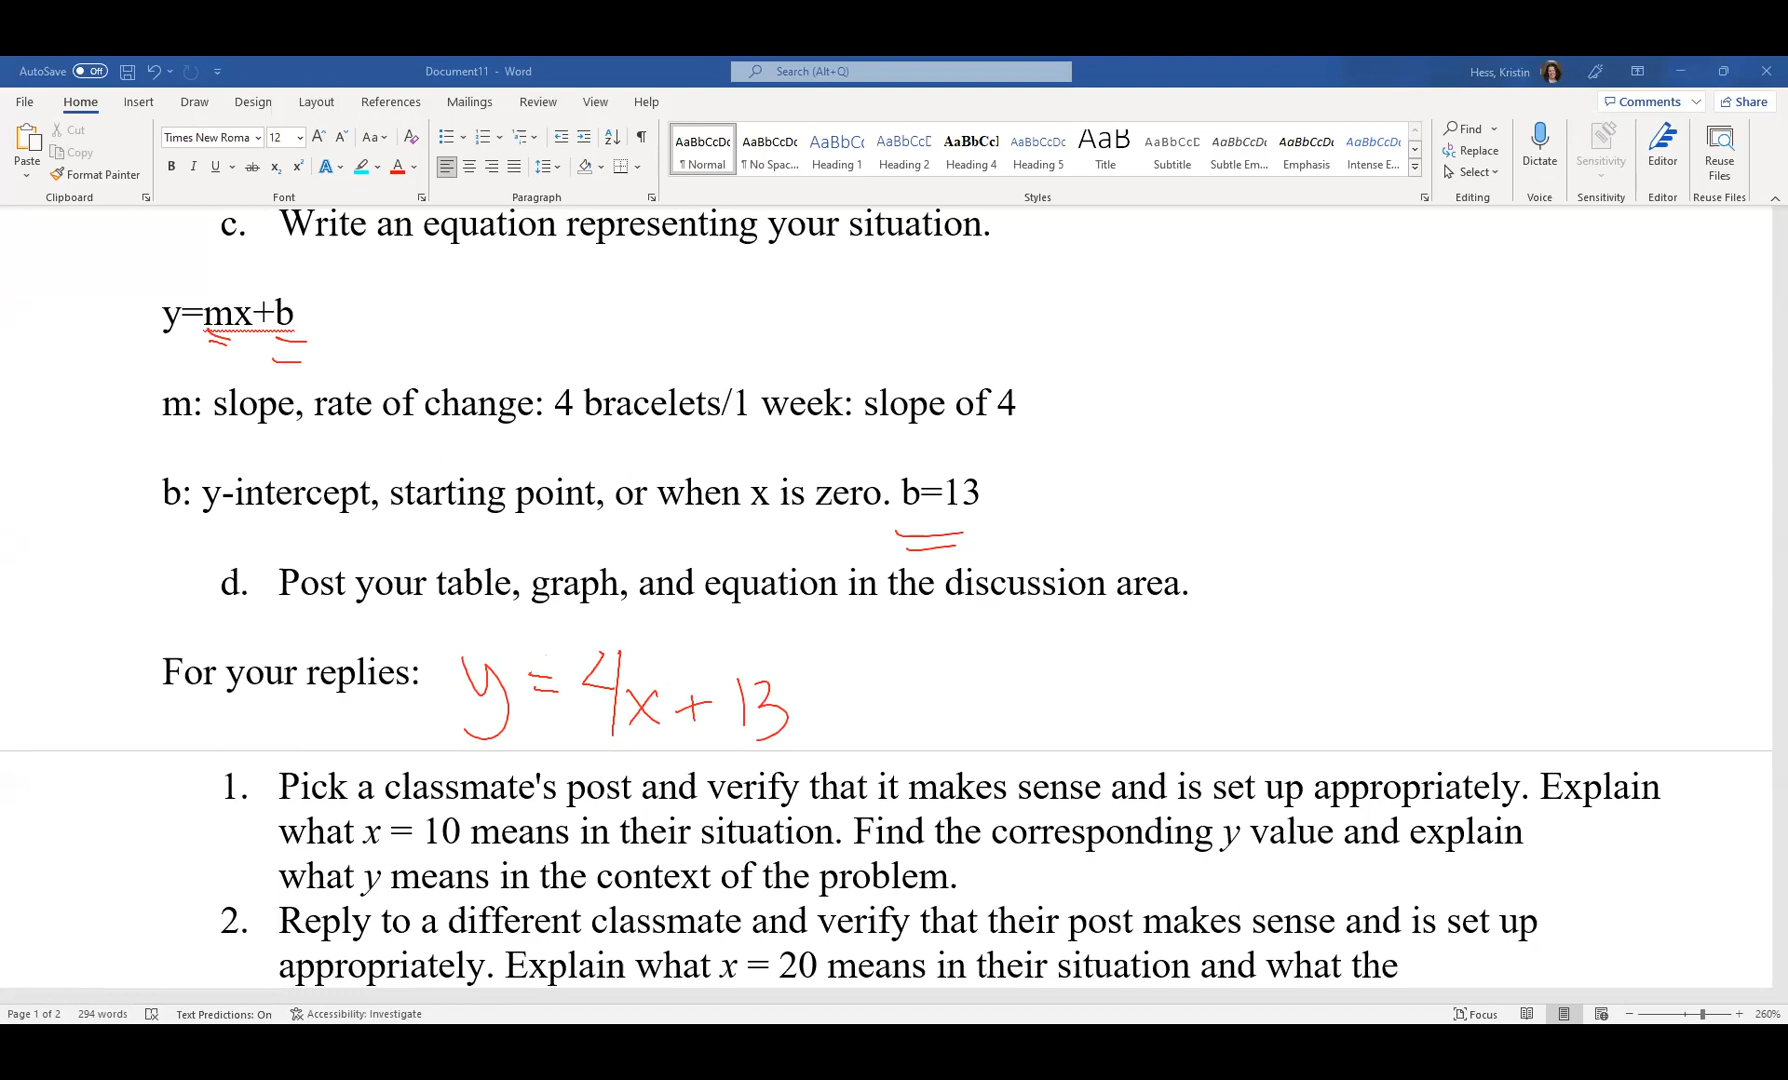 AutoSave Off Document11 - Word Search (Alt+Q) Hess, Kristin
File Home Insert Draw Design Layout References Mailings Review View Help Comments Share
Paste Cut Copy Format Painter Clipboard
Times New Roma 12 Aa Font
B I U ab x₂ x² A A
Paragraph
AaBbCcDc ¶ Normal AaBbCcDc ¶ No Spac... AaBbC( Heading 1 AaBbCcD Heading 2 AaBbCcI Heading 4 AaBbCcDc Heading 5 AaB Title AaBbCcD Subtitle AaBbCcDc Subtle Em... AaBbCcDc Emphasis AaBbCcDc Intense E...
Styles
Find Replace Select Editing
Dictate Voice
Sensitivity Sensitivity
Editor Editor
Reuse Files Reuse Files
c. Write an equation representing your situation.
y=mx+b
m: slope, rate of change: 4 bracelets/1 week: slope of 4
b: y-intercept, starting point, or when x is zero. b=13
d. Post your table, graph, and equation in the discussion area.
For your replies: y = 4x + 13
1. Pick a classmate's post and verify that it makes sense and is set up appropriately. Explain
what x = 10 means in their situation. Find the corresponding y value and explain
what y means in the context of the problem.
2. Reply to a different classmate and verify that their post makes sense and is set up
appropriately. Explain what x = 20 means in their situation and what the
Page 1 of 2 294 words Text Predictions: On Accessibility: Investigate Focus 260%